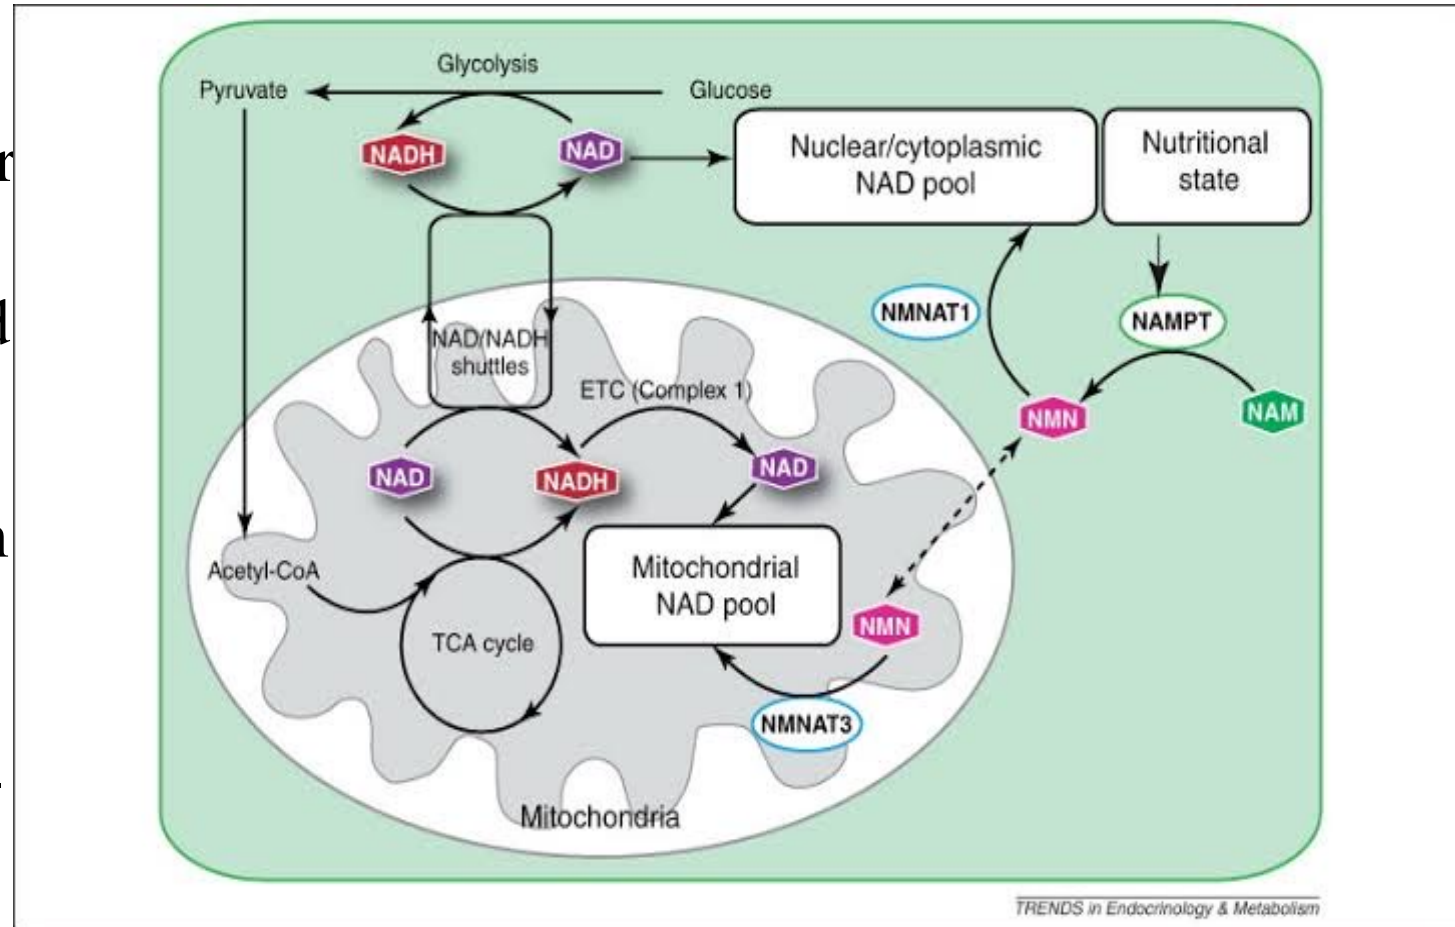 Glycolysis
Pyruvate
Glucose
NADH
NAD
Nuclear/cytoplasmic
NAD pool
Nutritional
state
r
d
n
NMNAT1
NAMPT
NMN
NAM
NAD/NADH
shuttles
ETC (Complex 1)
NAD
NADH
NAD
Acetyl-CoA
Mitochondrial
NAD pool
NMN
TCA cycle
NMNAT3
Mitochondria
TRENDS in Endocrinology & Metabolism